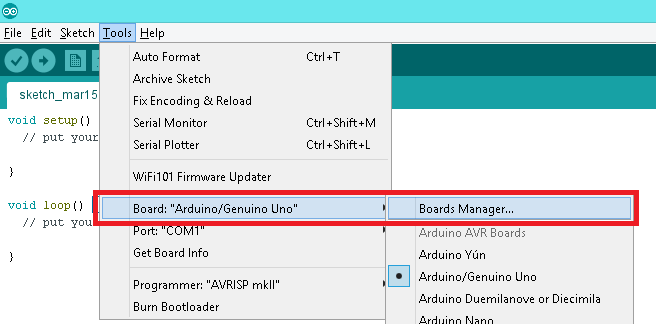 File Edit Sketch Tools Help
sketch_mar15
void setup()
// put your
}
void loop()
// put your
}
Auto Format Ctrl+T
Archive Sketch
Fix Encoding & Reload
Serial Monitor Ctrl+Shift+M
Serial Plotter Ctrl+Shift+L
WiFi101 Firmware Updater
Board: "Arduino/Genuino Uno"
Port: "COM1"
Get Board Info
Programmer: "AVRISP mkII"
Burn Bootloader
Boards Manager...
Arduino AVR Boards
Arduino Yún
Arduino/Genuino Uno
Arduino Duemilanove or Diecimila
Arduino Nano